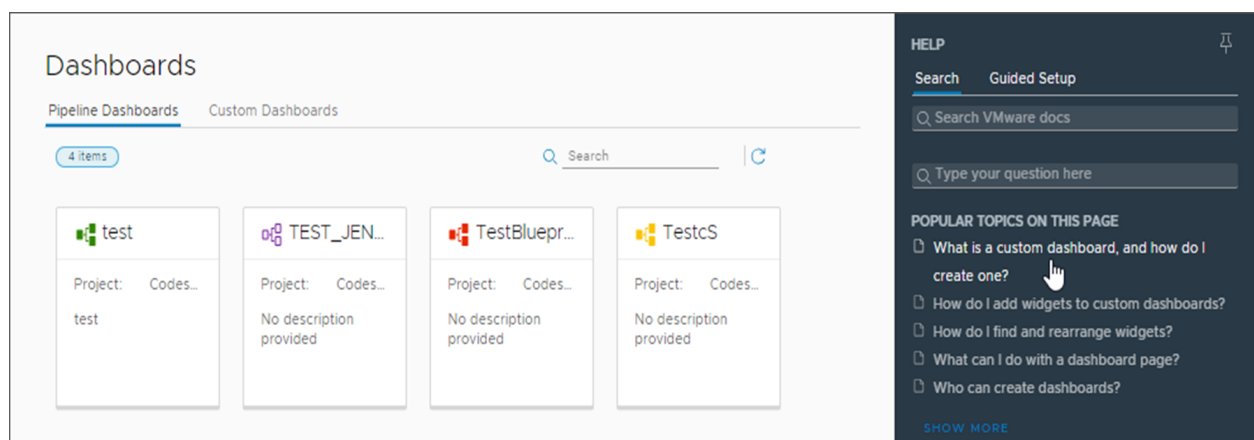 Dashboards
Pipeline Dashboards Custom Dashboards
4 items
Search
test
Project: Codes...
test
TEST_JEN...
Project: Codes...
No description
provided
TestBluepr...
Project: Codes...
No description
provided
TestcS
Project: Codes...
No description
provided
HELP
Search Guided Setup
Search VMware docs
Type your question here
POPULAR TOPICS ON THIS PAGE
What is a custom dashboard, and how do I
create one?
How do I add widgets to custom dashboards?
How do I find and rearrange widgets?
What can I do with a dashboard page?
Who can create dashboards?
SHOW MORE